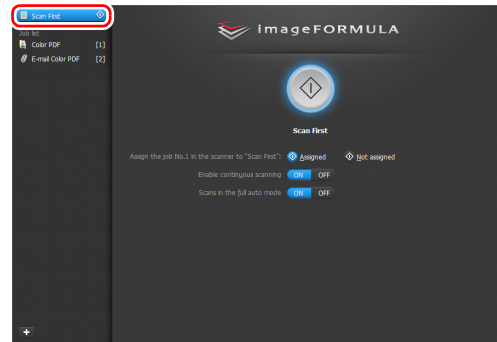 Scan First
Job list
Color PDF [1]
E-mail Color PDF [2]
imageFORMULA
Scan First
Assign the job No.1 in the scanner to "Scan First": Assigned Not assigned
Enable continuous scanning ON OFF
Scans in the full auto mode ON OFF